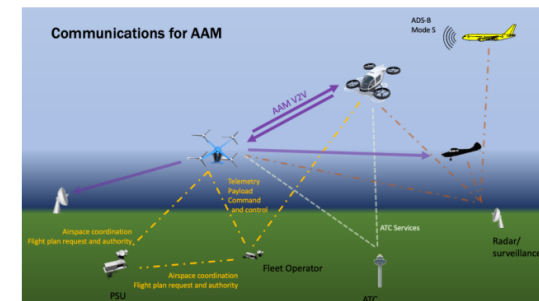 Communications for AAM
ADS-B
Mode S
AAM V2V
Telemetry
Payload
Command
and control
Airspace coordination
Flight plan request and authority
ATC Services
Radar/
surveillance
Fleet Operator
Airspace coordination
Flight plan request and authority
PSU
ATC